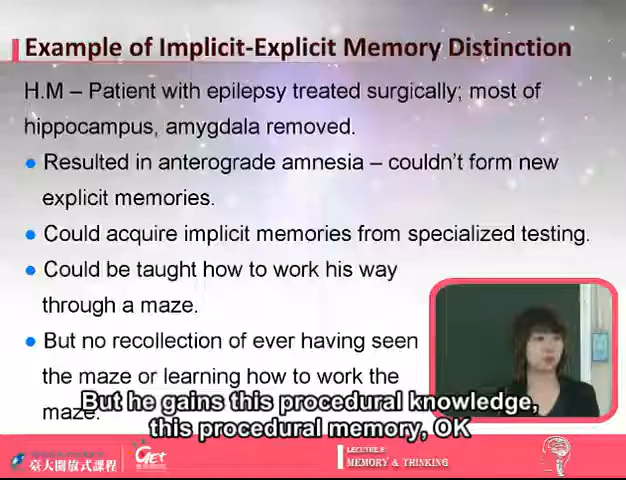 Example of Implicit-Explicit Memory Distinction
H.M – Patient with epilepsy treated surgically; most of
hippocampus, amygdala removed.
● Resulted in anterograde amnesia – couldn't form new
explicit memories.
● Could acquire implicit memories from specialized testing.
● Could be taught how to work his way
through a maze.
● But no recollection of ever having seen
the maze or learning how to work the
maze.
But he gains this procedural knowledge,
this procedural memory, OK
臺大開放式課程
GET
LECTURE 8
MEMORY & THINKING